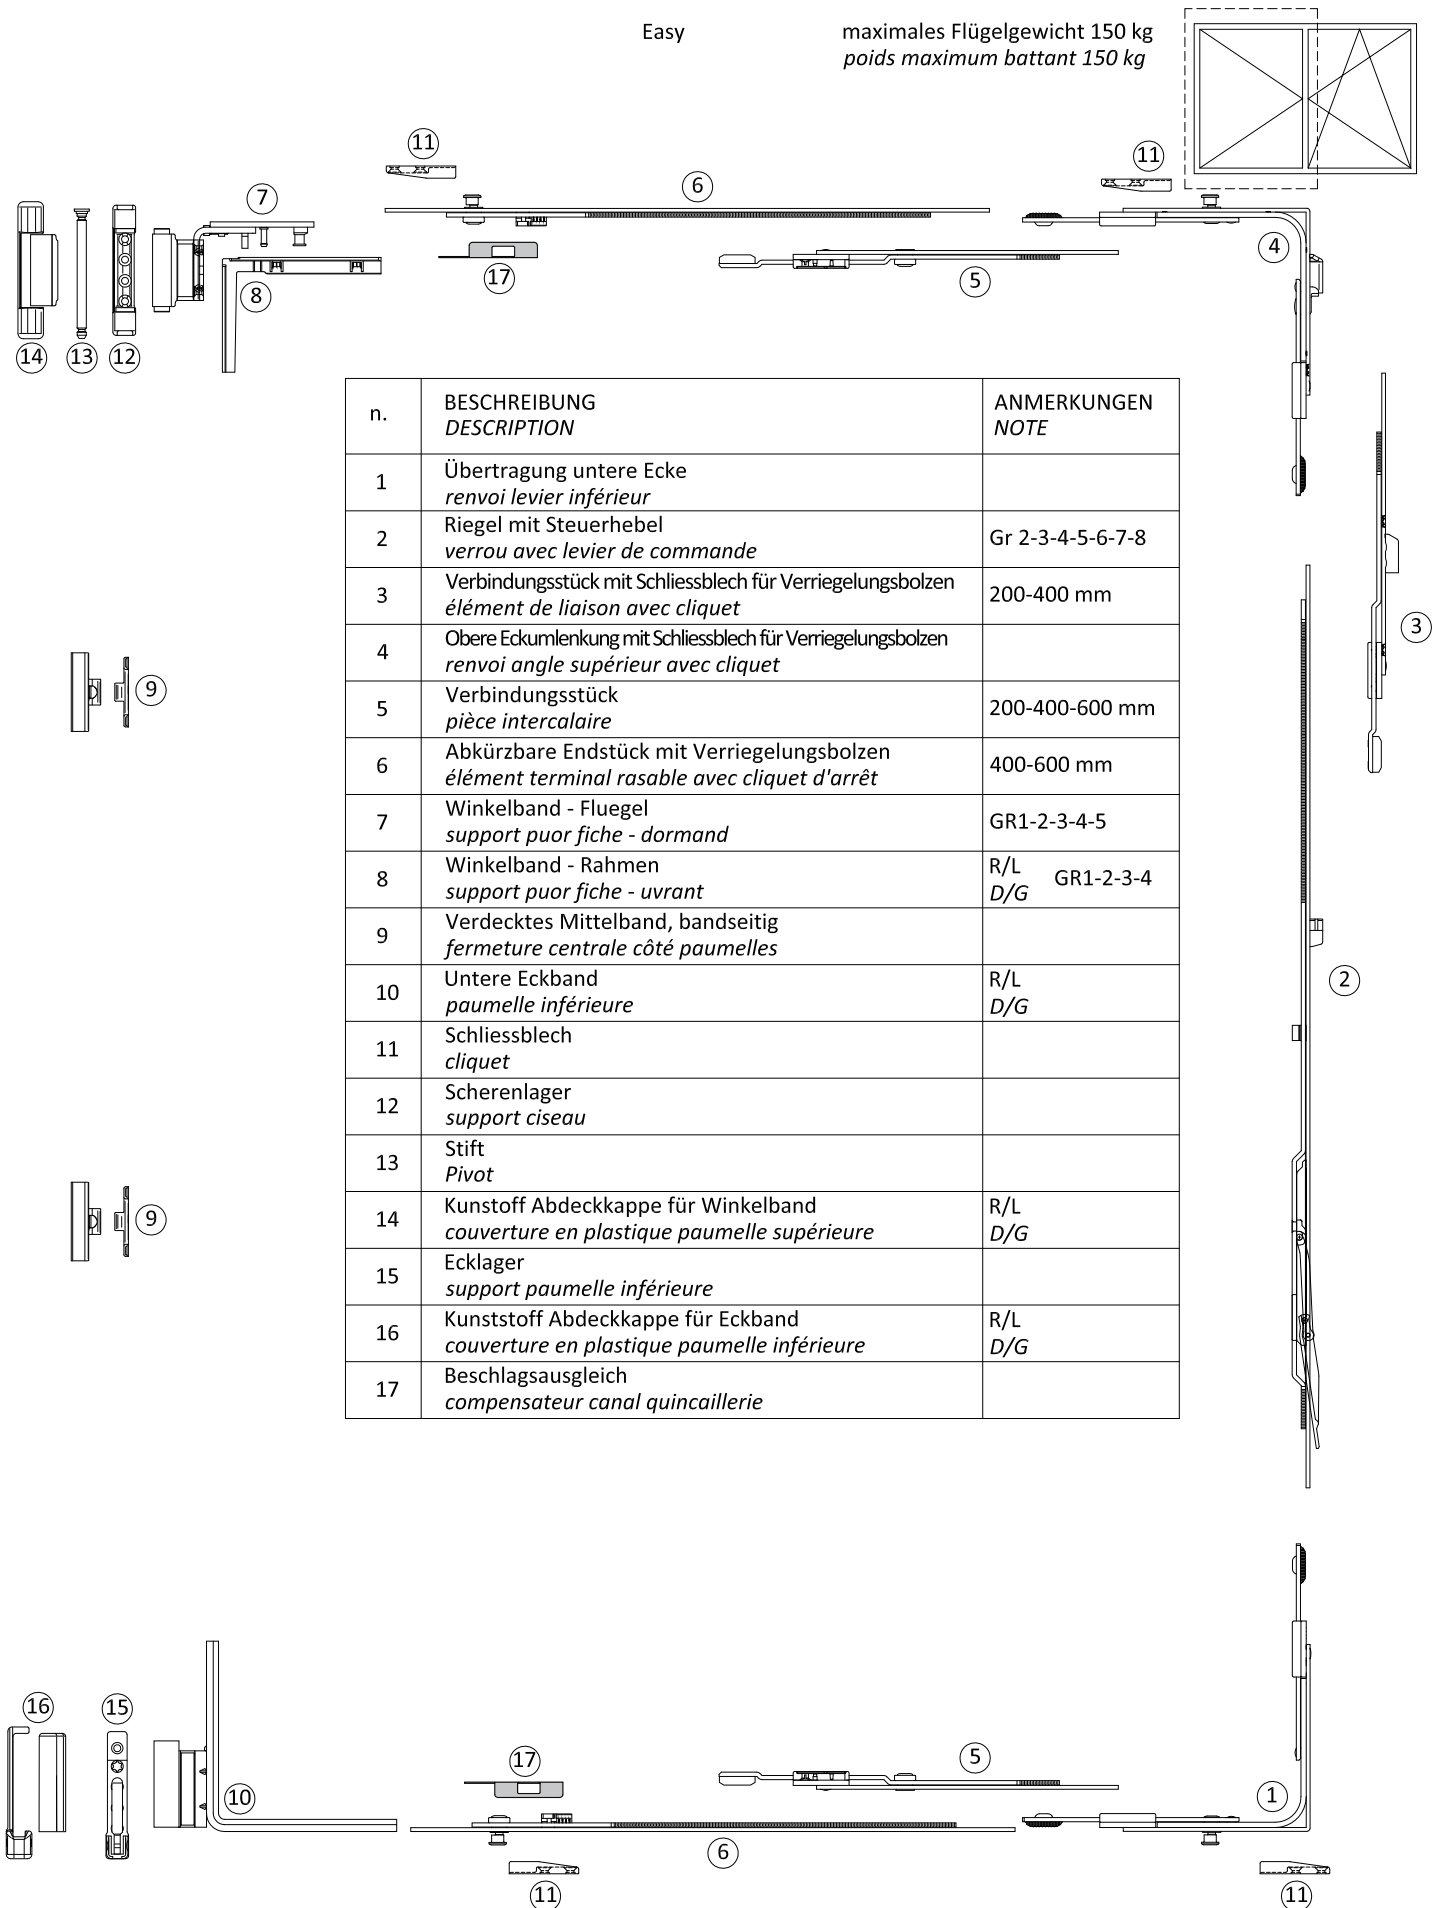 Easy
maximales Flügelgewicht 150 kg
poids maximum battant 150 kg
11
11
6
7
4
17
5
8
14
13
12
n.
BESCHREIBUNG
DESCRIPTION
ANMERKUNGEN
NOTE
1
Übertragung untere Ecke
renvoi levier inférieur
2
Riegel mit Steuerhebel
verrou avec levier de commande
Gr 2-3-4-5-6-7-8
3
Verbindungsstück mit Schliessblech für Verriegelungsbolzen
élément de liaison avec cliquet
200-400 mm
4
Obere Eckumlenkung mit Schliessblech für Verriegelungsbolzen
renvoi angle supérieur avec cliquet
5
Verbindungsstück
pièce intercalaire
200-400-600 mm
6
Abkürzbare Endstück mit Verriegelungsbolzen
élément terminal rasable avec cliquet d'arrêt
400-600 mm
7
Winkelband - Fluegel
support puor fiche - dormand
GR1-2-3-4-5
8
Winkelband - Rahmen
support puor fiche - uvrant
R/L
D/G
GR1-2-3-4
9
Verdecktes Mittelband, bandseitig
fermeture centrale côté paumelles
10
Untere Eckband
paumelle inférieure
R/L
D/G
11
Schliessblech
cliquet
12
Scherenlager
support ciseau
13
Stift
Pivot
14
Kunstoff Abdeckkappe für Winkelband
couverture en plastique paumelle supérieure
R/L
D/G
15
Ecklager
support paumelle inférieure
16
Kunststoff Abdeckkappe für Eckband
couverture en plastique paumelle inférieure
R/L
D/G
17
Beschlagsausgleich
compensateur canal quincaillerie
3
9
2
9
16
15
17
5
10
1
6
11
11